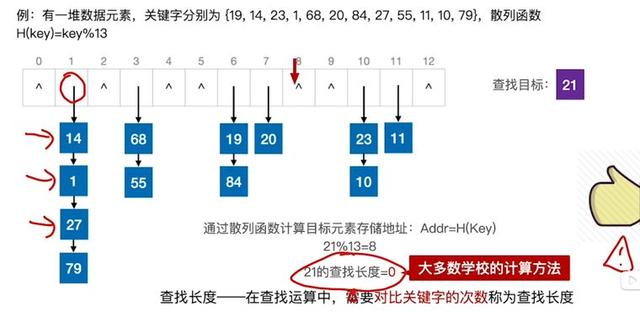 例：有一堆数据元素，关键字分别为 {19, 14, 23, 1, 68, 20, 84, 27, 55, 11, 10, 79}，散列函数
H(key)=key%13
0 1 2 3 4 5 6 7 8 9 10 11 12
^ ^ ^ ^ ^ ^ ^
查找目标： 21
14 68 19 20 23 11
1 55 84 10
27
79
通过散列函数计算目标元素存储地址：Addr=H(Key)
21%13=8
21的查找长度=0 大多数学校的计算方法
查找长度——在查找运算中，需要对比关键字的次数称为查找长度